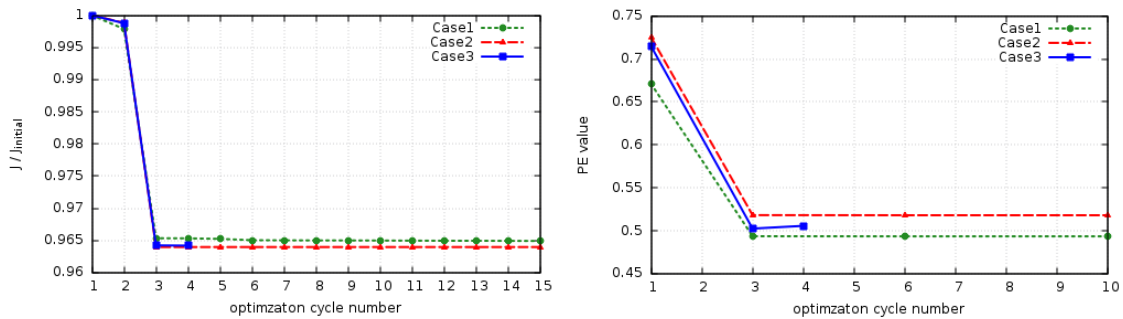 1
0.995
0.99
0.985
0.98
0.975
0.97
0.965
0.96
J / Jinitial
Case1
Case2
Case3
1 2 3 4 5 6 7 8 9 10 11 12 13 14 15
optimzaton cycle number
0.75
0.7
0.65
0.6
0.55
0.5
0.45
PE value
Case1
Case2
Case3
1 2 3 4 5 6 7 8 9 10
optimzaton cycle number